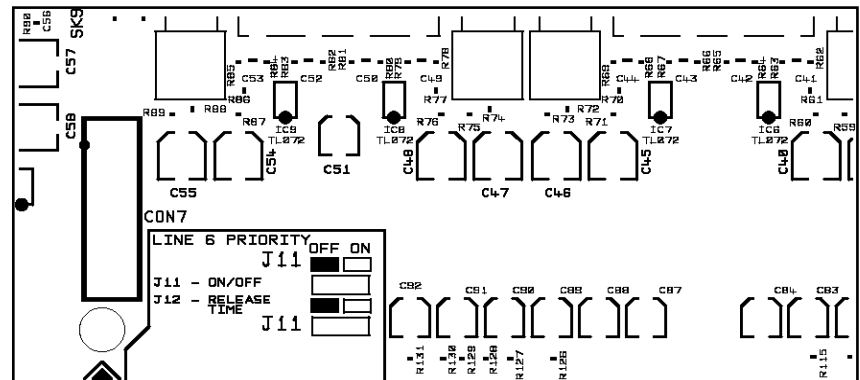 R90
C56
SK9
C57
C58
R85
R84
R83
R82
R81
R80
R79
R78
C53
C52
C50
C49
R86
R77
R89
R88
R87
R76
R75
R74
IC9
TL072
IC8
TL072
C55
C54
C51
C48
C47
R69
R68
R67
R66
R65
R64
R63
R62
C44
C43
C42
C41
R70
R61
R73
R72
R71
R60
R59
IC7
TL072
IC6
TL072
C46
C45
C40
CON7
LINE 6 PRIORITY
OFF ON
J11
J11 - ON/OFF
J12 - RELEASE
TIME
J11
C92
C91
C90
C89
C88
C87
C84
C83
R131
R130
R129
R128
R127
R126
R115